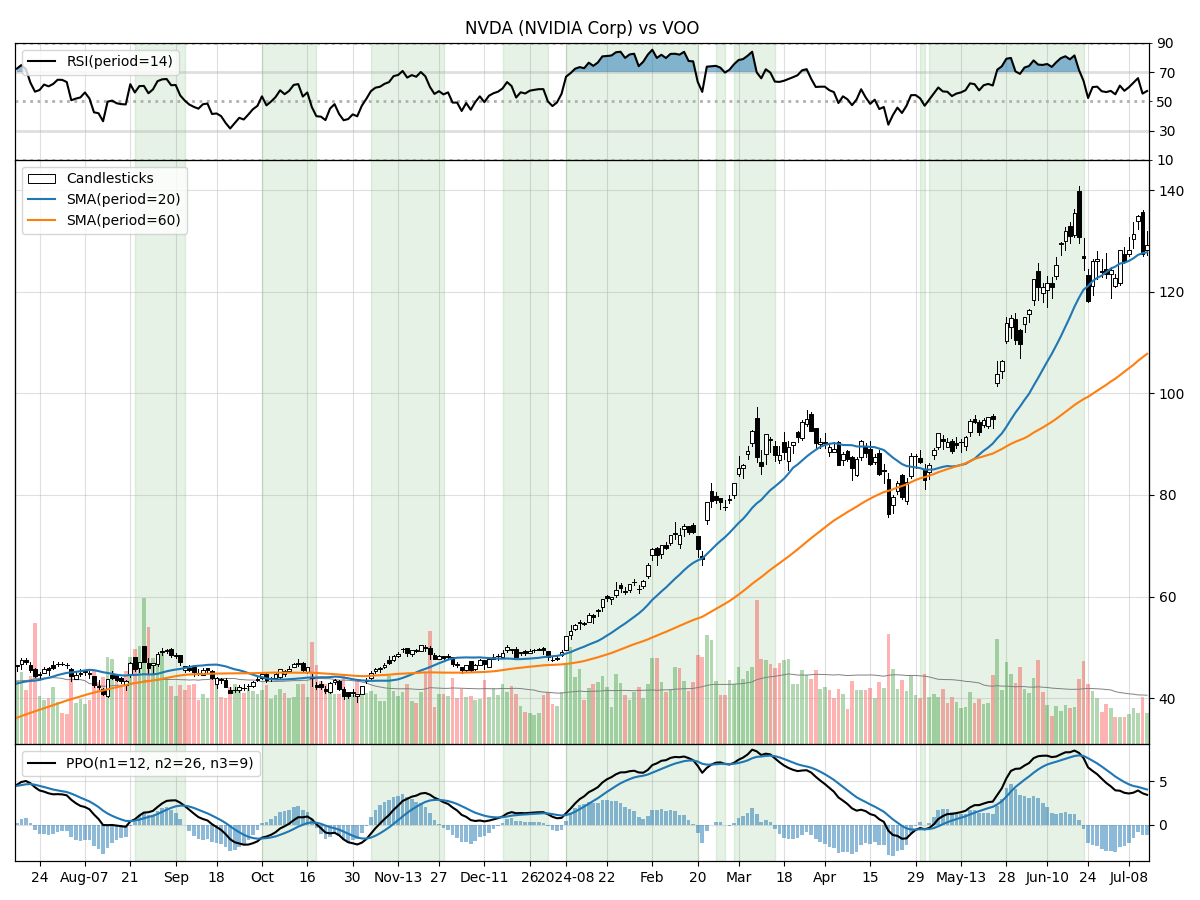 NVDA (NVIDIA Corp) vs VOO
RSI(period=14)
90
70
50
30
10
Candlesticks
SMA(period=20)
SMA(period=60)
140
120
100
80
60
40
PPO(n1=12, n2=26, n3=9)
5
0
24 Aug-07 21 Sep 18 Oct 16 30 Nov-13 27 Dec-11 26 2024-08 22 Feb 20 Mar 18 Apr 15 29 May-13 28 Jun-10 24 Jul-08